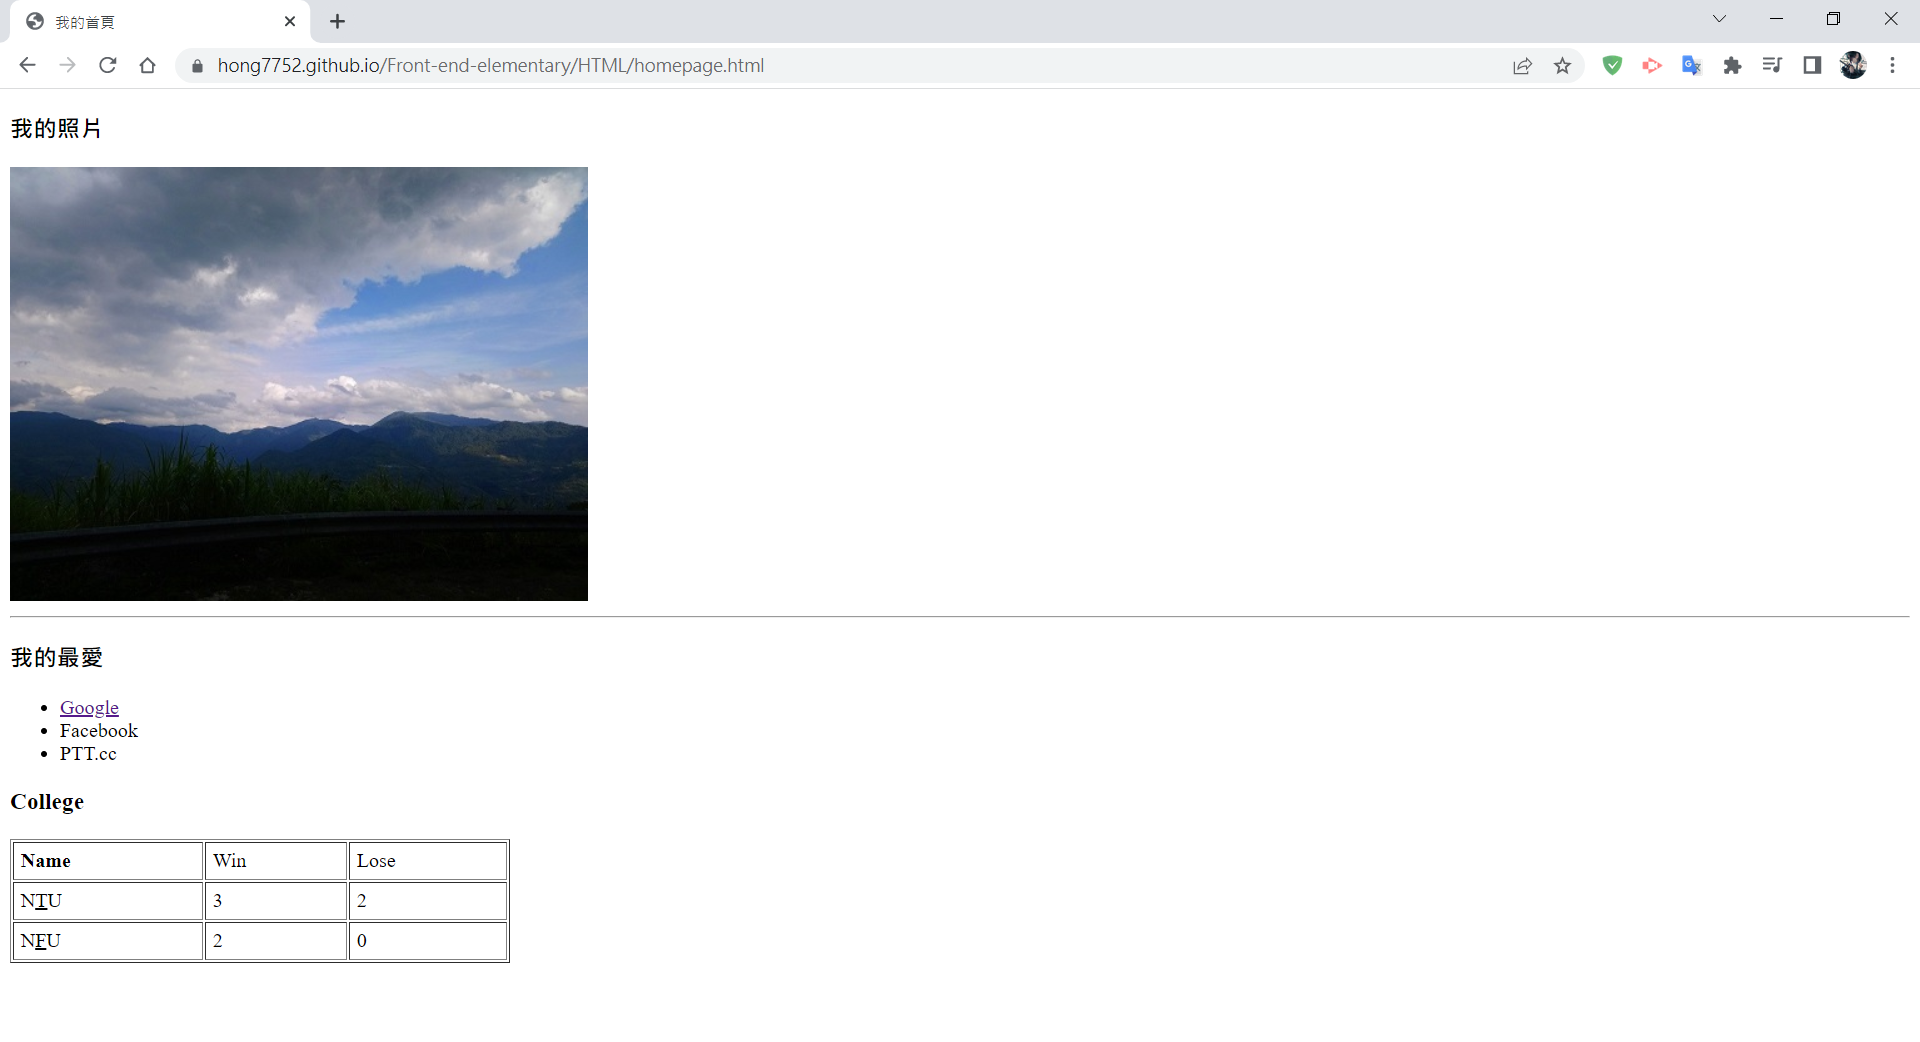 我的首頁
hong7752.github.io/Front-end-elementary/HTML/homepage.html
我的照片
我的最愛
Google
Facebook
PTT.cc
College
Name Win Lose
NTU 3 2
NFU 2 0